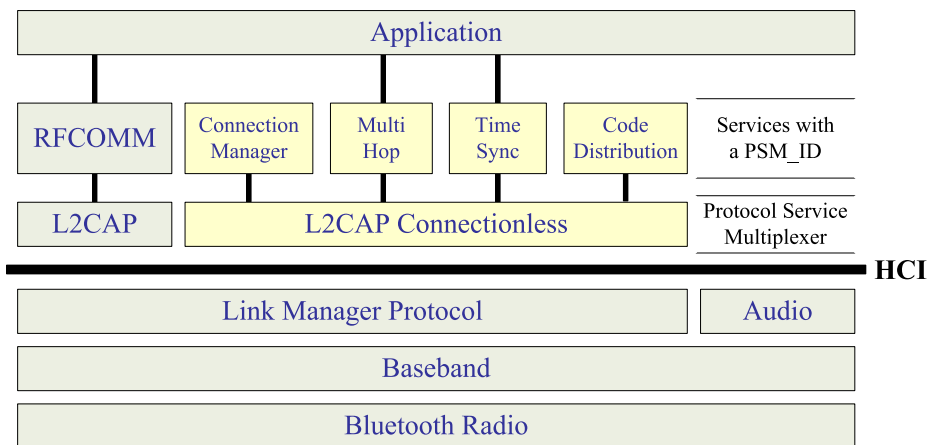 Application
RFCOMM
Connection
Manager
Multi
Hop
Time
Sync
Code
Distribution
Services with
a PSM_ID
L2CAP
L2CAP Connectionless
Protocol Service
Multiplexer
HCI
Link Manager Protocol
Audio
Baseband
Bluetooth Radio